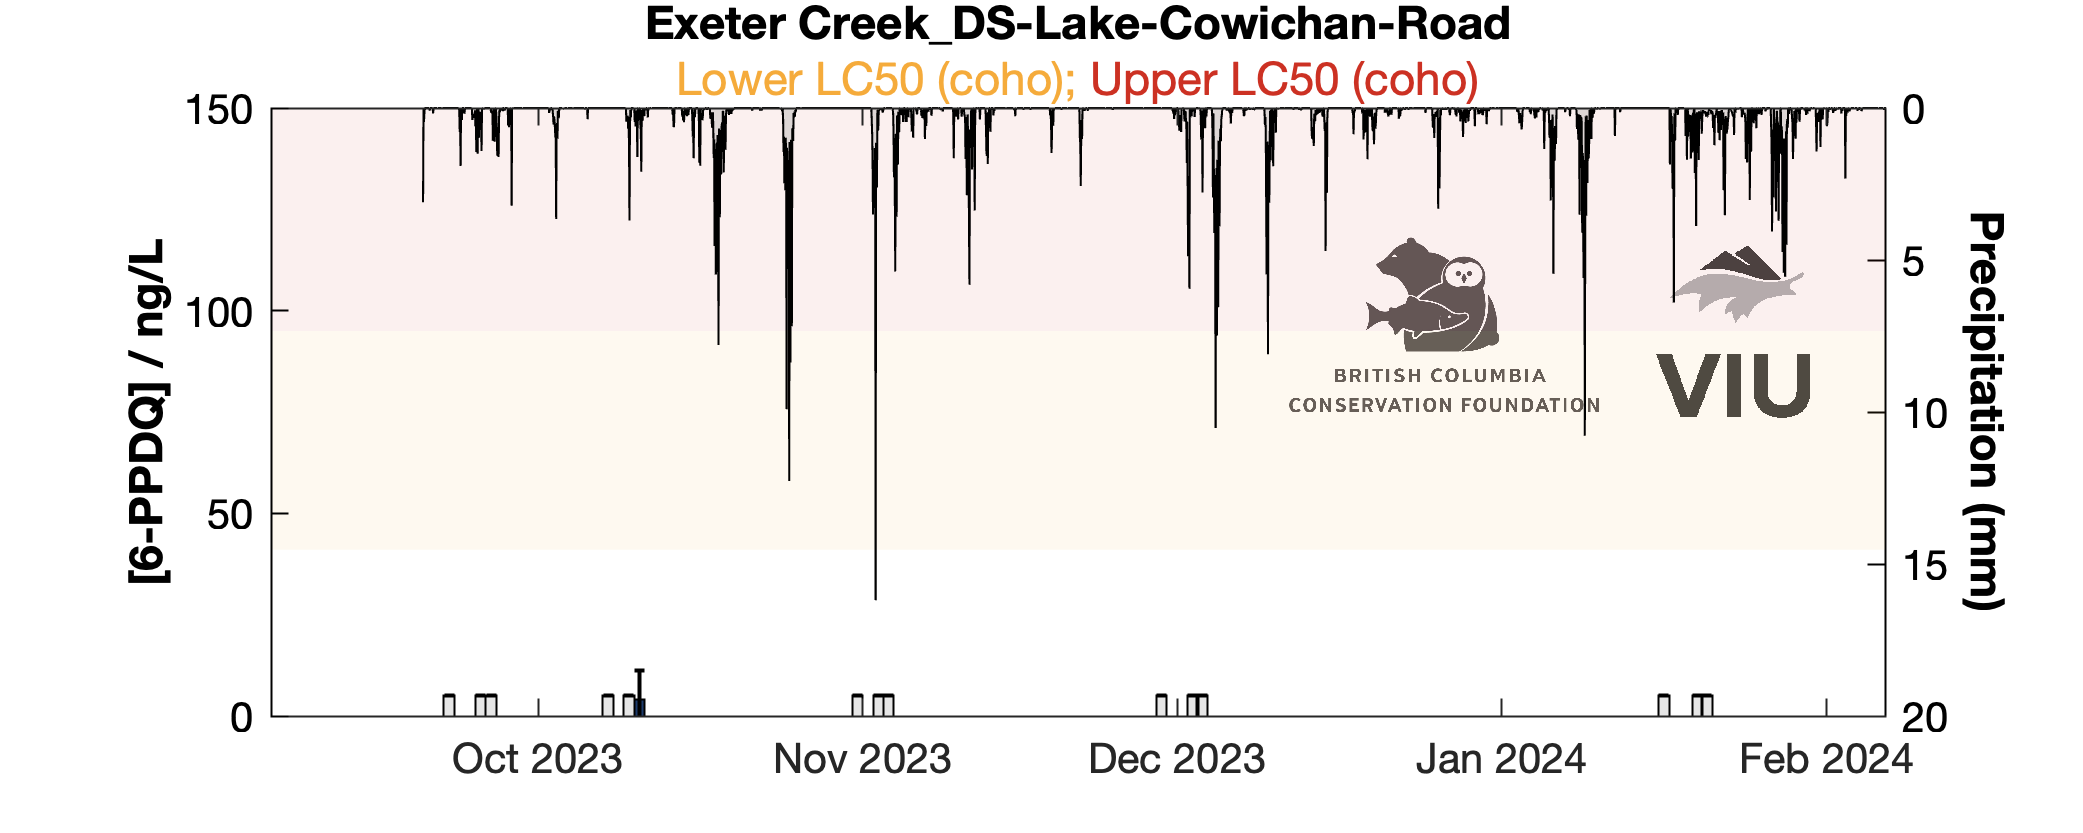 Exeter Creek_DS-Lake-Cowichan-Road
Lower LC50 (coho); Upper LC50 (coho)
150
100
50
0
[6-PPDQ] / ng/L
0
5
10
15
20
Precipitation (mm)
BRITISH COLUMBIA
CONSERVATION FOUNDATION
VIU
Oct 2023
Nov 2023
Dec 2023
Jan 2024
Feb 2024